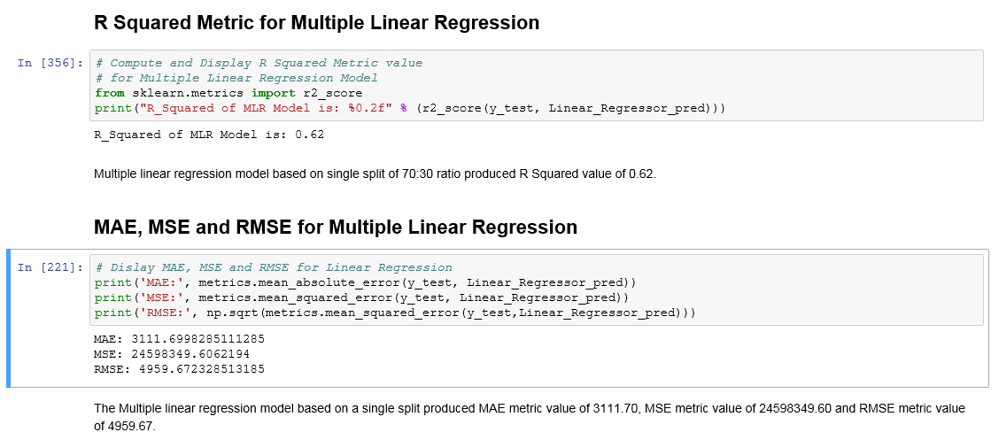 R Squared Metric for Multiple Linear Regression
In [356]: # Compute and Display R Squared Metric value
# for Multiple Linear Regression Model
from sklearn.metrics import r2_score
print("R_Squared of MLR Model is: %0.2f" % (r2_score(y_test, Linear_Regressor_pred)))
R_Squared of MLR Model is: 0.62
Multiple linear regression model based on single split of 70:30 ratio produced R Squared value of 0.62.
MAE, MSE and RMSE for Multiple Linear Regression
In [221]: # Dislay MAE, MSE and RMSE for Linear Regression
print('MAE:', metrics.mean_absolute_error(y_test, Linear_Regressor_pred))
print('MSE:', metrics.mean_squared_error(y_test, Linear_Regressor_pred))
print('RMSE:', np.sqrt(metrics.mean_squared_error(y_test,Linear_Regressor_pred)))
MAE: 3111.6998285111285
MSE: 24598349.6062194
RMSE: 4959.672328513185
The Multiple linear regression model based on a single split produced MAE metric value of 3111.70, MSE metric value of 24598349.60 and RMSE metric value
of 4959.67.